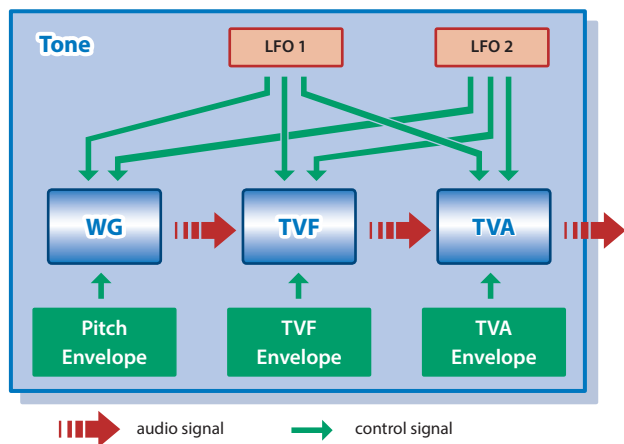 Tone
LFO 1
LFO 2
WG
TVF
TVA
Pitch
Envelope
TVF
Envelope
TVA
Envelope
audio signal
control signal